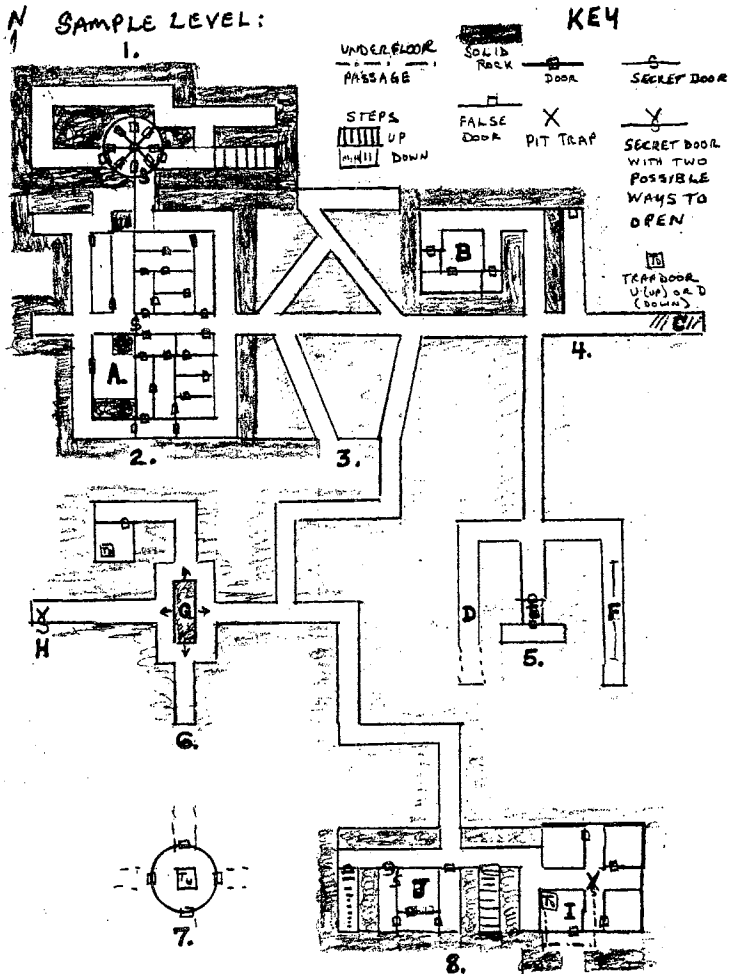 N
SAMPLE LEVEL:
KEY
1.
UNDERFLOOR
PASSAGE
SOLID
ROCK
DOOR
SECRET DOOR
STEPS
UP
DOWN
FALSE
DOOR
PIT TRAP
SECRET DOOR
WITH TWO
POSSIBLE
WAYS TO
OPEN
TRAPDOOR
U (UP) OR D
(DOWN)
S
B
S
C
4.
A.
2.
3.
G
D
F
H
5.
6.
7.
S
J
I
8.